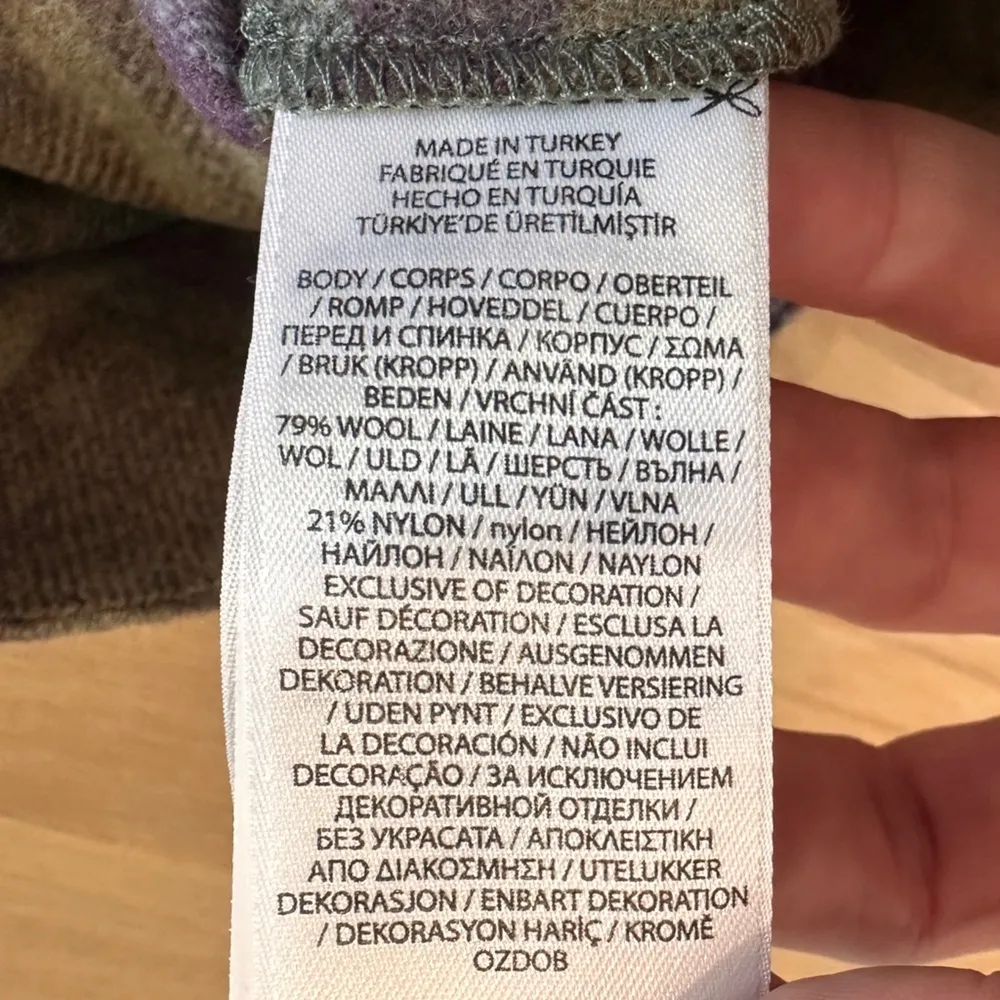 MADE IN TURKEY
FABRIQUÉ EN TURQUIE
HECHO EN TURQUÍA
TÜRKİYE'DE ÜRETİLMİŞTİR
BODY / CORPS / CORPO / OBERTEIL
/ ROMP / HOVEDDEL / CUERPO /
ПЕРЕД И СПИНКА / КОРПУС / ΣΩΜΑ
/ BRUK (KROPP) / ANVÄND (KROPP) /
BEDEN / VRCHNÍ ČÁST :
79% WOOL / LAINE / LANA / WOLLE /
WOL / ULD / LÃ / ШЕРСТЬ / ВЪЛНА /
ΜΑΛΛΙ / ULL / YÜN / VLNA
21% NYLON / nylon / НЕЙЛОН /
НАЙЛОН / ΝΑΪΛΟΝ / NAYLON
EXCLUSIVE OF DECORATION /
SAUF DÉCORATION / ESCLUSA LA
DECORAZIONE / AUSGENOMMEN
DEKORATION / BEHALVE VERSIERING
/ UDEN PYNT / EXCLUSIVO DE
LA DECORACIÓN / NÃO INCLUI
DECORAÇÃO / ЗА ИСКЛЮЧЕНИЕМ
ДЕКОРАТИВНОЙ ОТДЕЛКИ /
БЕЗ УКРАСАТА / ΑΠΟΚΛΕΙΣΤΙΚΗ
ΑΠΟ ΔΙΑΚΟΣΜΗΣΗ / UTELUKKER
DEKORASJON / ENBART DEKORATION
/ DEKORASYON HARİÇ / KROMĚ
OZDOB